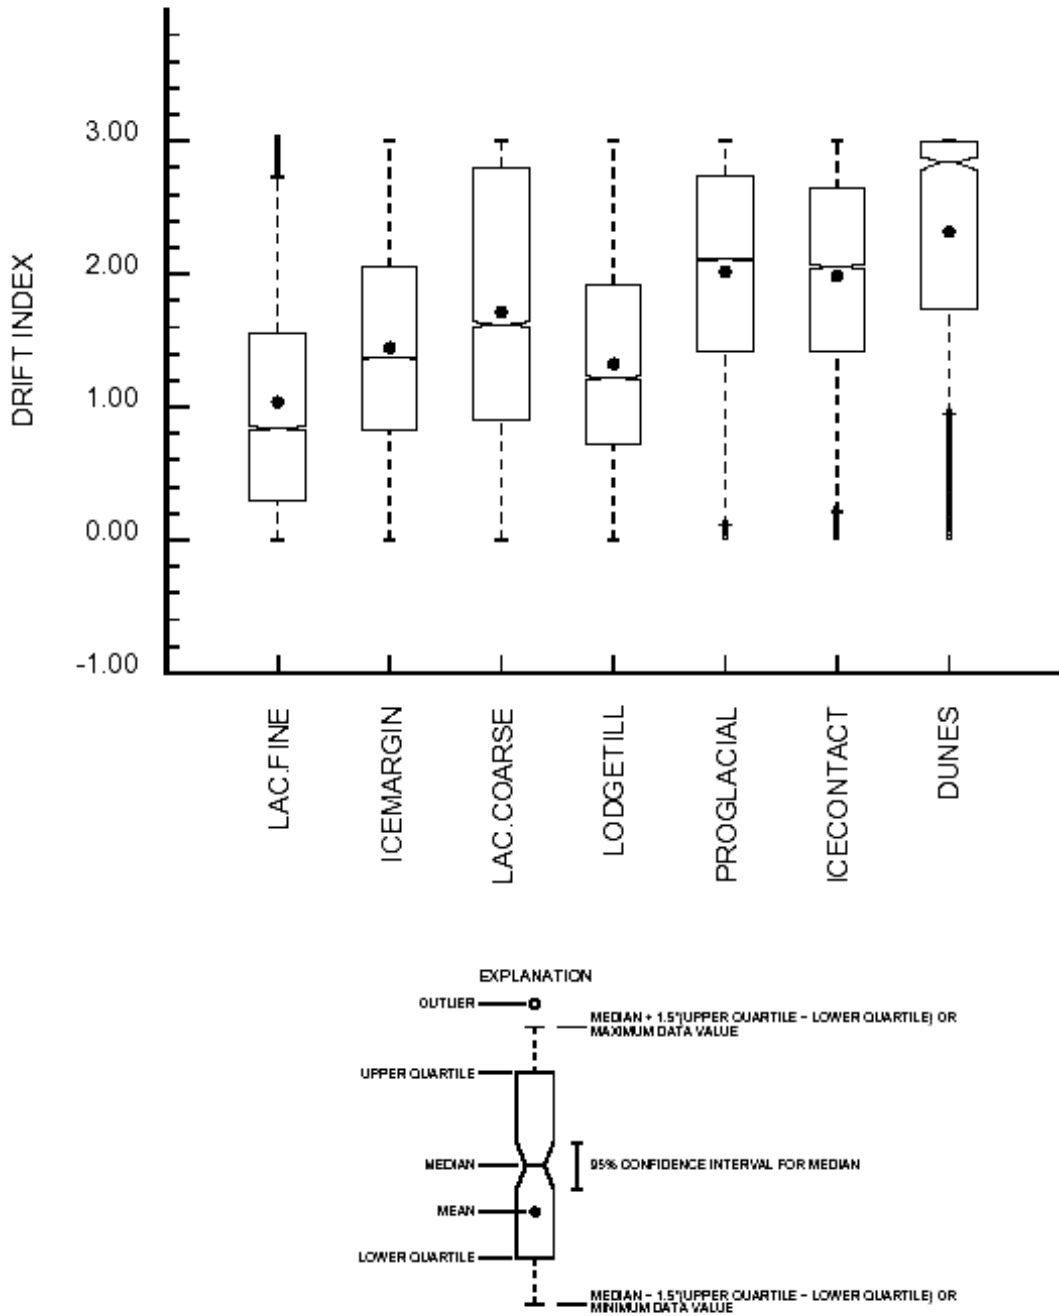 3.00
2.00
1.00
0.00
-1.00
DRIFT INDEX
LAC.FINE
ICEMARGIN
LAC.COARSE
LODGETILL
PROGLACIAL
ICECONTACT
DUNES
EXPLANATION
OUTLIER
MEDIAN + 1.5*(UPPER QUARTILE - LOWER QUARTILE) OR
MAXIMUM DATA VALUE
UPPER QUARTILE
MEDIAN
95% CONFIDENCE INTERVAL FOR MEDIAN
MEAN
LOWER QUARTILE
MEDIAN - 1.5*(UPPER QUARTILE - LOWER QUARTILE) OR
MINIMUM DATA VALUE